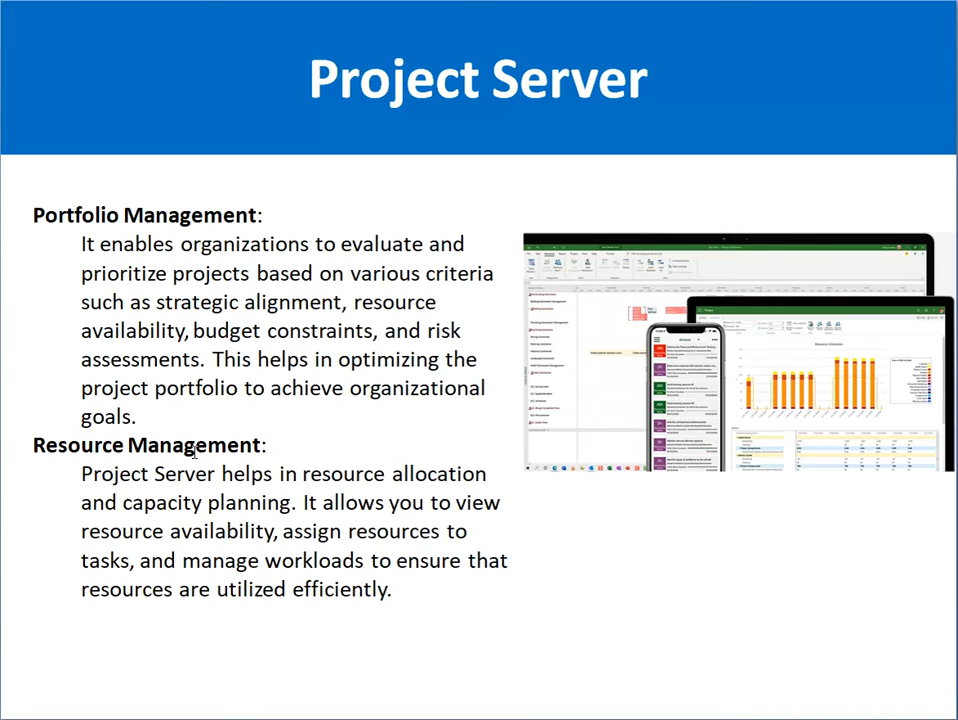 Project Server
Portfolio Management:
It enables organizations to evaluate and
prioritize projects based on various criteria
such as strategic alignment, resource
availability, budget constraints, and risk
assessments. This helps in optimizing the
project portfolio to achieve organizational
goals.
Resource Management:
Project Server helps in resource allocation
and capacity planning. It allows you to view
resource availability, assign resources to
tasks, and manage workloads to ensure that
resources are utilized efficiently.